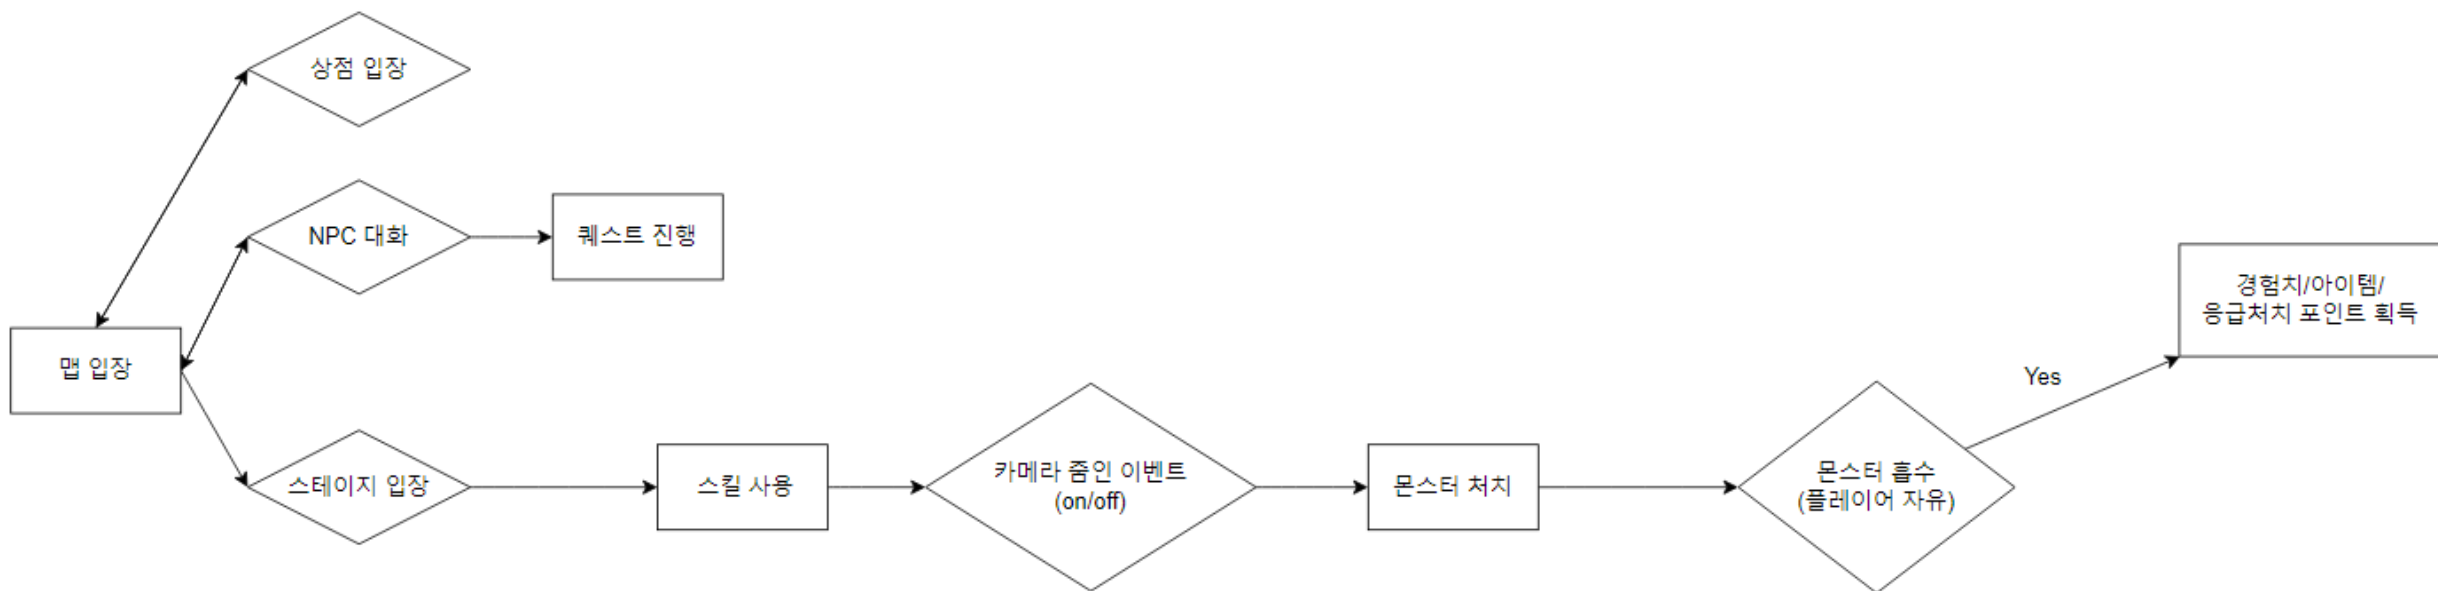 상점 입장
NPC 대화
퀘스트 진행
맵 입장
스테이지 입장
스킬 사용
카메라 줌인 이벤트
(on/off)
몬스터 처치
몬스터 흡수
(플레이어 자유)
Yes
경험치/아이템/
응급처치 포인트 획득